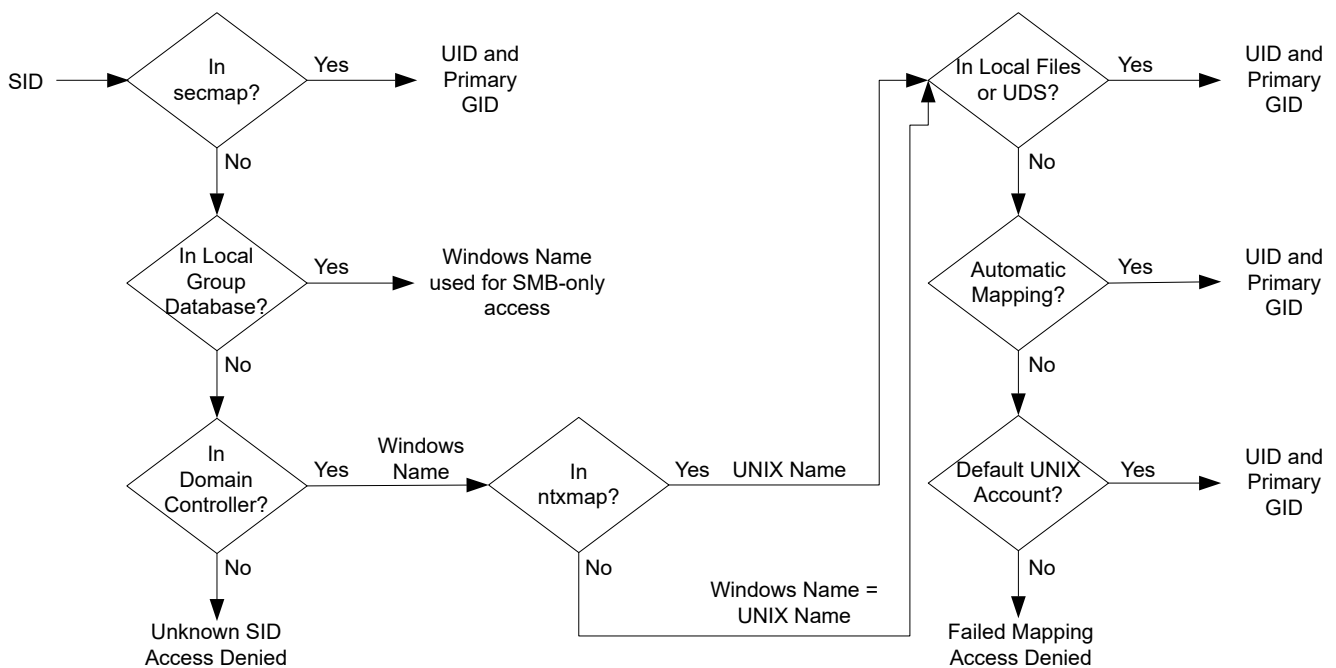 SID
In
secmap?
Yes
UID and
Primary
GID
No
In Local
Group
Database?
Yes
Windows Name
used for SMB-only
access
No
In
Domain
Controller?
Yes
Windows
Name
No
Unknown SID
Access Denied
In
ntxmap?
Yes
UNIX Name
No
Windows Name =
UNIX Name
In Local Files
or UDS?
Yes
UID and
Primary
GID
No
Automatic
Mapping?
Yes
UID and
Primary
GID
No
Default UNIX
Account?
Yes
UID and
Primary
GID
No
Failed Mapping
Access Denied